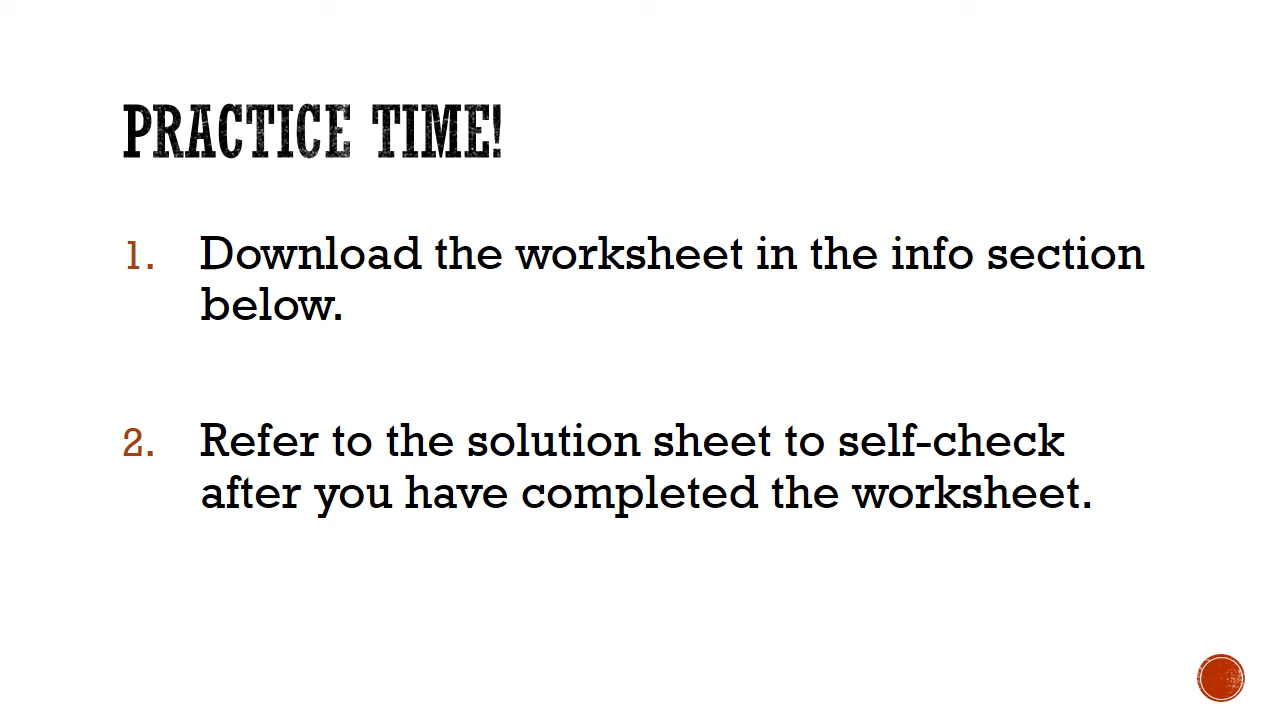 PRACTICE TIME!
1. Download the worksheet in the info section
below.
2. Refer to the solution sheet to self-check
after you have completed the worksheet.